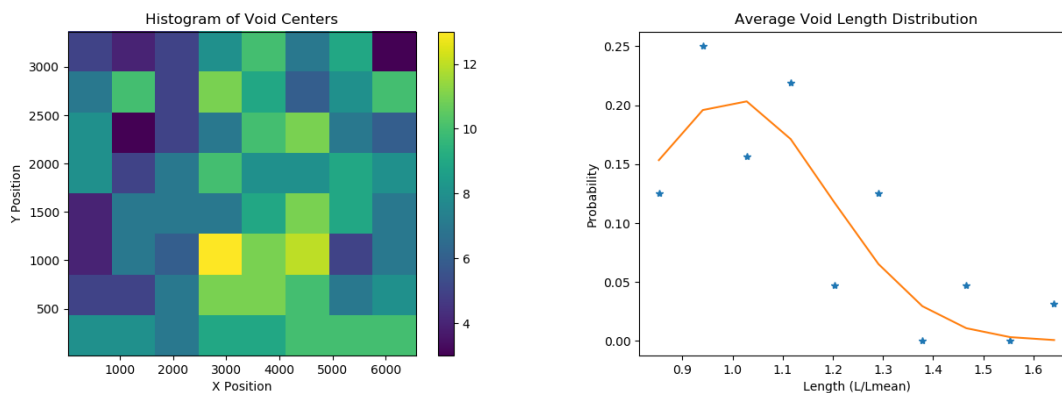 Histogram of Void Centers
3000
2500
2000
1500
1000
500
Y Position
1000 2000 3000 4000 5000 6000
X Position
12
10
8
6
4
Average Void Length Distribution
0.25
0.20
0.15
0.10
0.05
0.00
Probability
0.9 1.0 1.1 1.2 1.3 1.4 1.5 1.6
Length (L/Lmean)